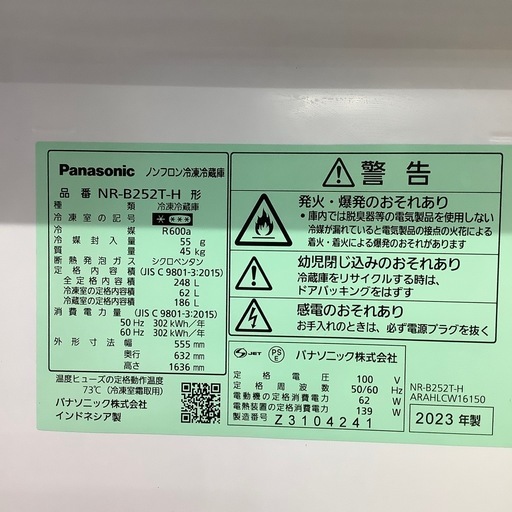 Panasonic ノンフロン冷凍冷蔵庫
品番 NR-B252T-H 形
種類 冷凍冷蔵庫
冷凍室の記号
冷媒 R600a
冷媒封入量 55 g
質量 45 kg
断熱発泡ガス シクロペンタン
定格内容積 (JIS C 9801-3:2015)
全定格内容積 248 L
冷凍室の定格内容積 62 L
冷蔵室の定格内容積 186 L
消費電力量 (JIS C 9801-3:2015)
50 Hz 302 kWh/年
60 Hz 302 kWh/年
外形寸法 幅 555 mm
奥行 632 mm
高さ 1636 mm
温度ヒューズの定格動作温度
73℃ (冷凍室霜取用)
パナソニック株式会社
インドネシア製
警告
発火・爆発のおそれあり
・庫内では脱臭器等の電気製品を使用しない
冷媒が漏れていると電気製品の接点の火花による
着火・着火による爆発のおそれがあります
幼児閉じ込みのおそれあり
冷蔵庫をリサイクルする時は、
ドアパッキングをはずす
感電のおそれあり
お手入れのときは、必ず電源プラグを抜く
JET PSE パナソニック株式会社
定格電圧 100 V
定格周波数 50/60 Hz
電動機の定格消費電力 62 W
電熱装置の定格消費電力 139 W
製造番号 Z3104241
NR-B252T-H
ARAHLCW16150
2023 年製